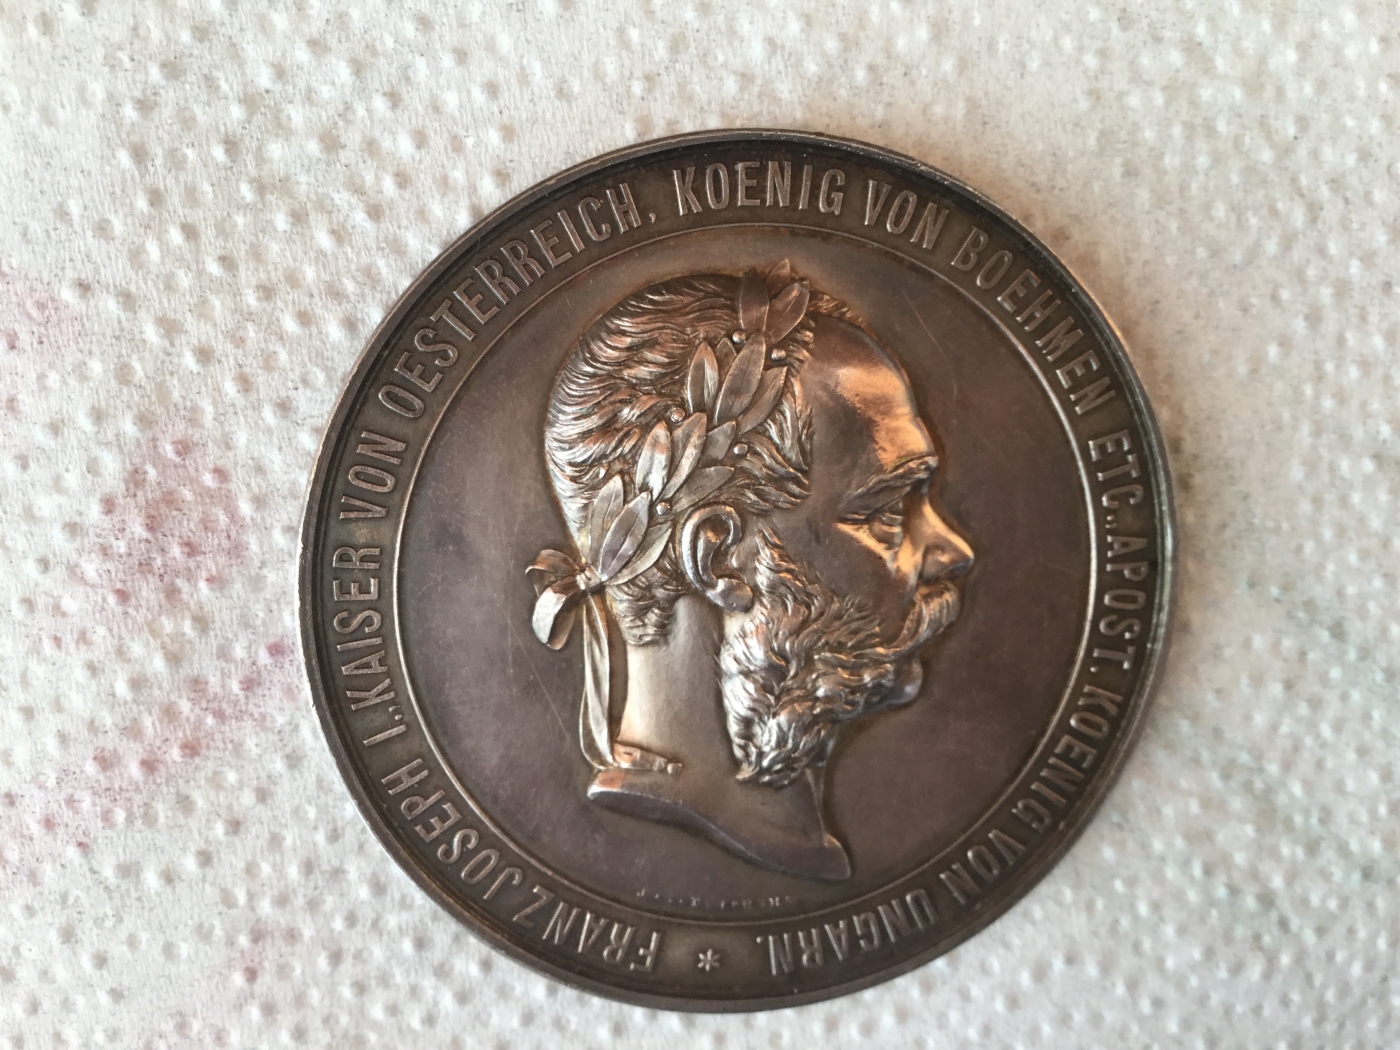 FRANZ JOSEPH I., KAISER VON OESTERREICH, KOENIG VON BOEHMEN ETC., APOST. KOENIG VON UNGARN. *